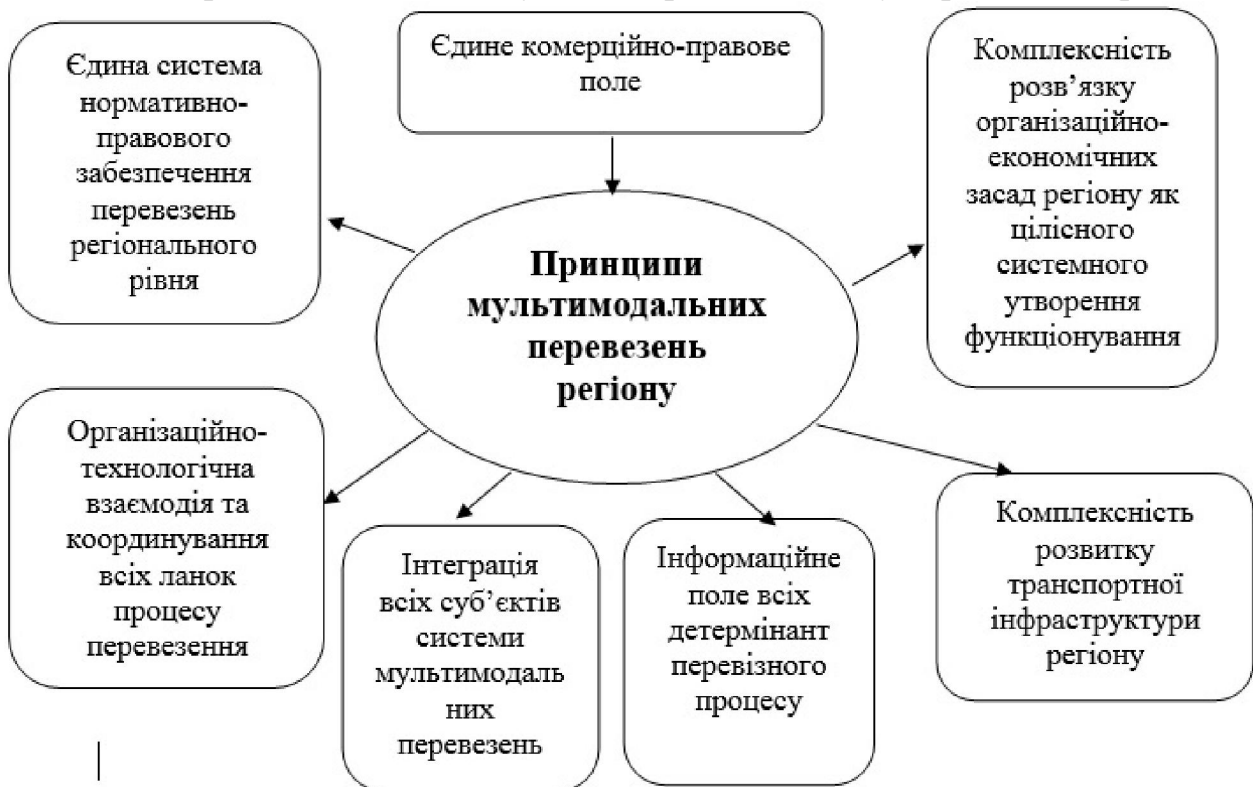 Єдине комерційно-правове
поле
Єдина система
нормативно-
правового
забезпечення
перевезень
регіонального
рівня
Комплексність
розв’язку
організаційно-
економічних
засад регіону як
цілісного
системного
утворення
функціонування
Принципи
мультимодальних
перевезень
регіону
Організаційно-
технологічна
взаємодія та
координування
всіх ланок
процесу
перевезення
Інтеграція
всіх суб’єктів
системи
мультимодаль
них
перевезень
Інформаційне
поле всіх
детермінант
перевізного
процесу
Комплексність
розвитку
транспортної
інфраструктури
регіону